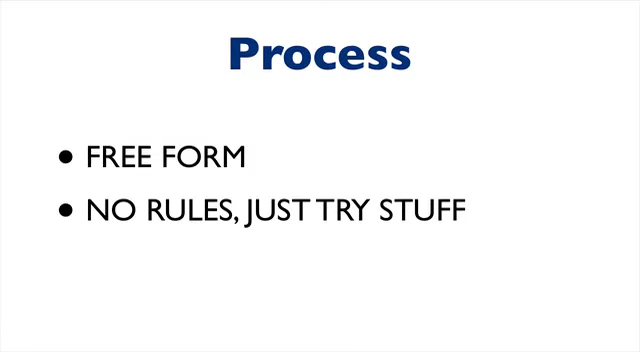 Process
• FREE FORM
• NO RULES, JUST TRY STUFF